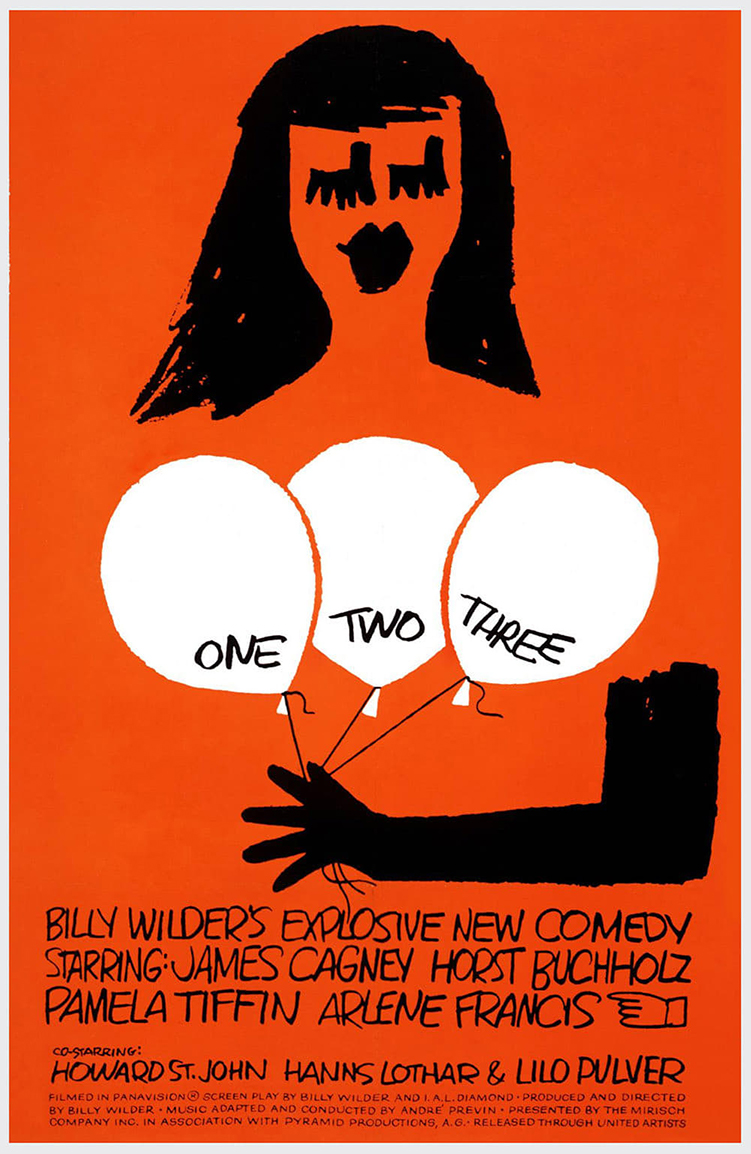 ONE
TWO
THREE
BILLY WILDER'S EXPLOSIVE NEW COMEDY
STARRING: JAMES CAGNEY HORST BUCHHOLZ
PAMELA TIFFIN ARLENE FRANCIS
CO-STARRING:
HOWARD ST. JOHN HANNS LOTHAR & LILO PULVER
FILMED IN PANAVISION® SCREEN PLAY BY BILLY WILDER AND I.A.L. DIAMOND • PRODUCED AND DIRECTED
BY BILLY WILDER • MUSIC ADAPTED AND CONDUCTED BY ANDRÉ PREVIN • PRESENTED BY THE MIRISCH
COMPANY INC. IN ASSOCIATION WITH PYRAMID PRODUCTIONS, A.G. • RELEASED THROUGH UNITED ARTISTS